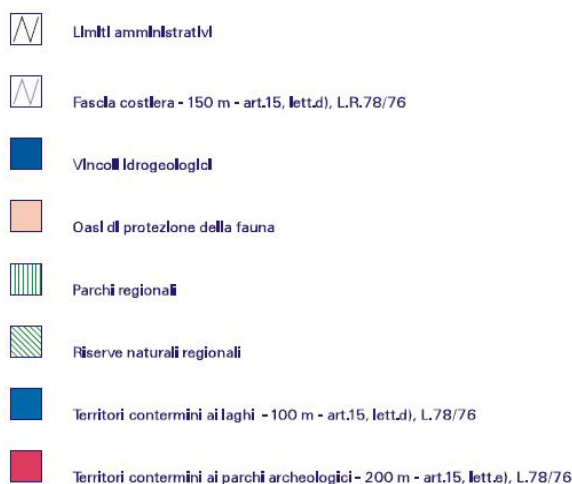 Limiti amministrativi
Fascia costiera - 150 m - art.15, lett.d), L.R.78/76
Vincoli idrogeologici
Oasi di protezione della fauna
Parchi regionali
Riserve naturali regionali
Territori contermini ai laghi - 100 m - art.15, lett.d), L.78/76
Territori contermini ai parchi archeologici - 200 m - art.15, lett.e), L.78/76